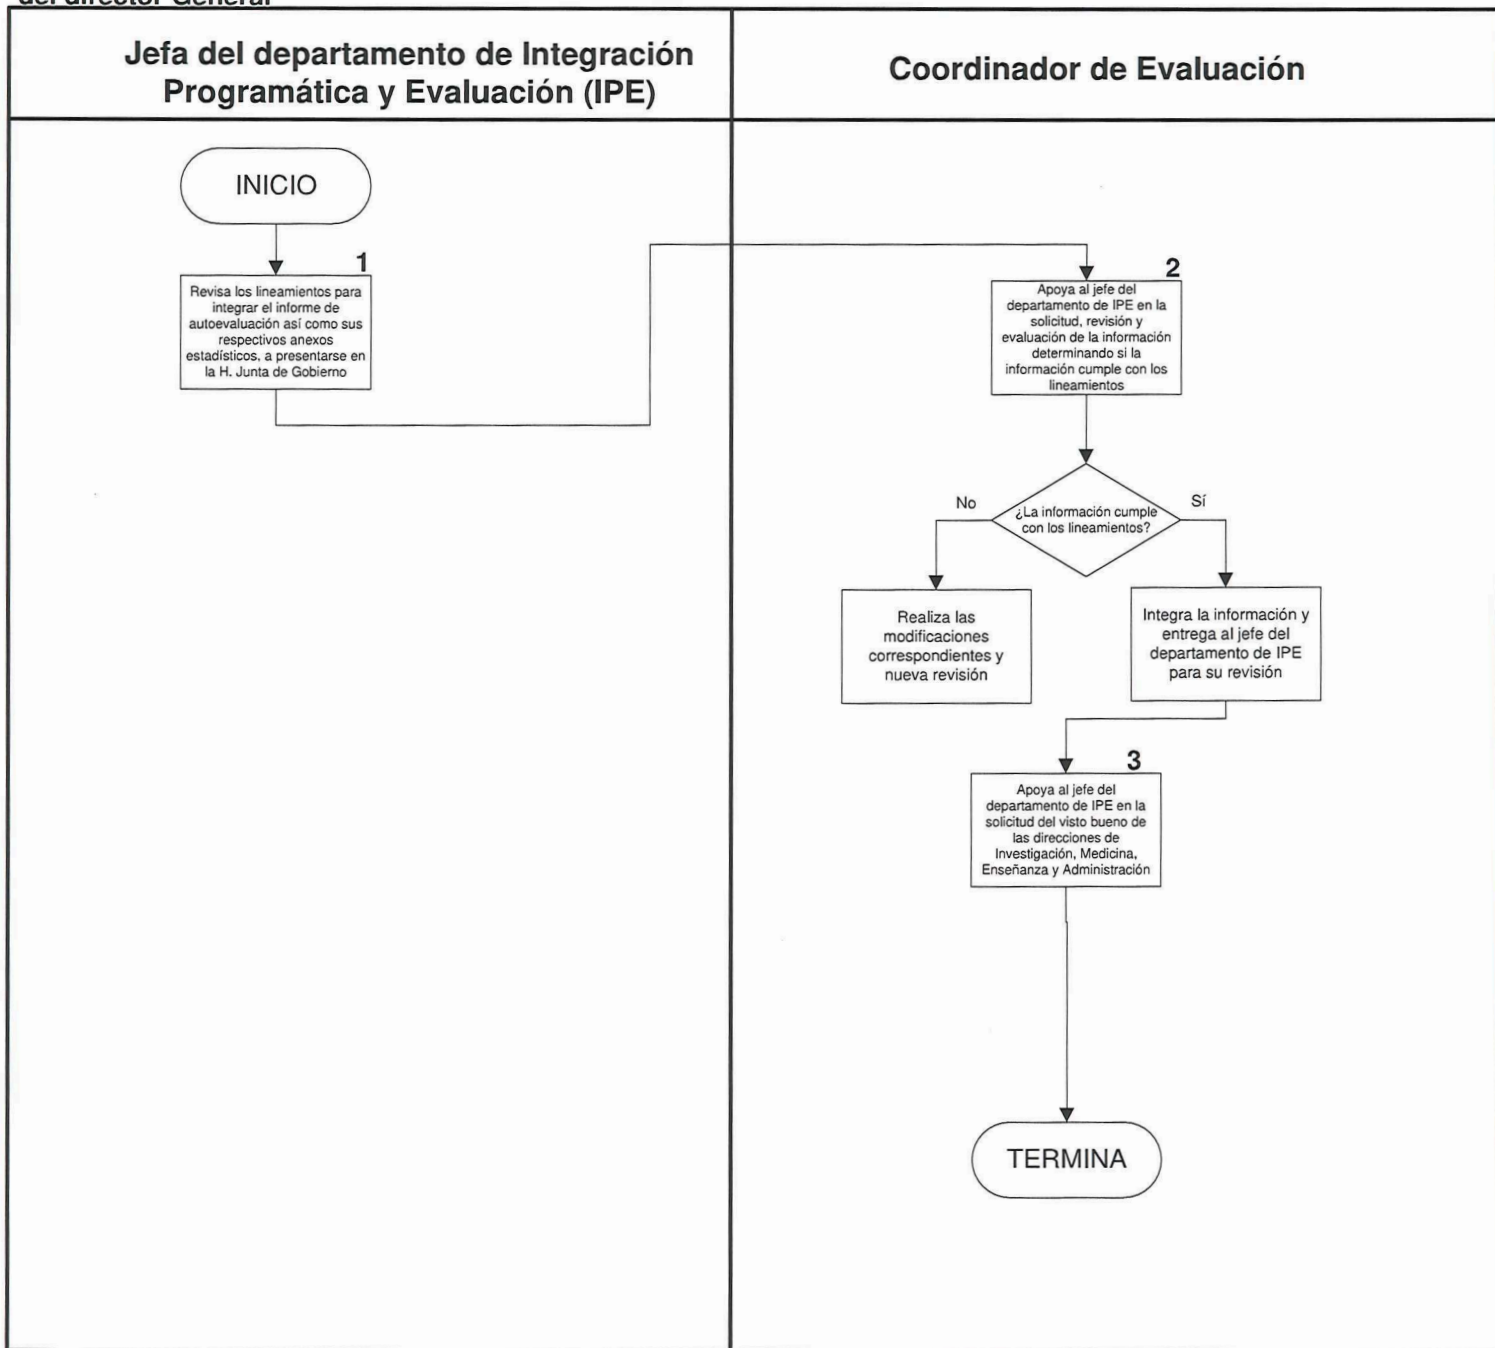 del director General
Jefa del departamento de Integración
Programática y Evaluación (IPE)
Coordinador de Evaluación
INICIO
1
Revisa los lineamientos para
integrar el informe de
autoevaluación así como sus
respectivos anexos
estadísticos, a presentarse en
la H. Junta de Gobierno
2
Apoya al jefe del
departamento de IPE en la
solicitud, revisión y
evaluación de la información
determinando si la
información cumple con los
lineamientos
¿La información cumple
con los lineamientos?
No
Sí
Realiza las
modificaciones
correspondientes y
nueva revisión
Integra la información y
entrega al jefe del
departamento de IPE
para su revisión
3
Apoya al jefe del
departamento de IPE en la
solicitud del visto bueno de
las direcciones de
Investigación, Medicina,
Enseñanza y Administración
TERMINA